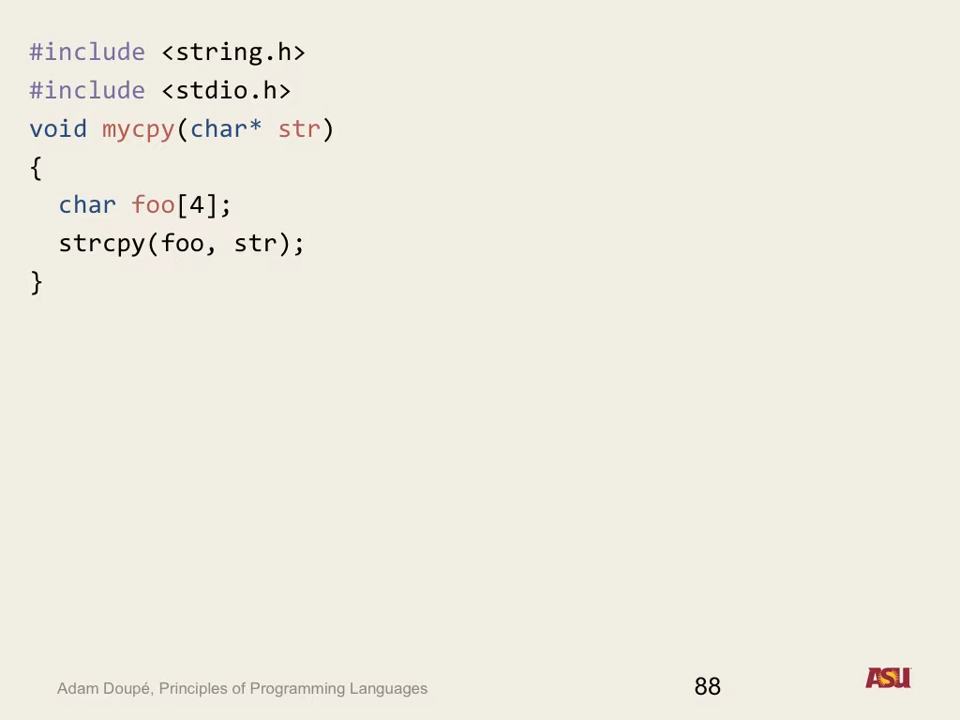 #include <string.h>
#include <stdio.h>
void mycpy(char* str)
{
  char foo[4];
  strcpy(foo, str);
}
Adam Doupé, Principles of Programming Languages
88
ASU